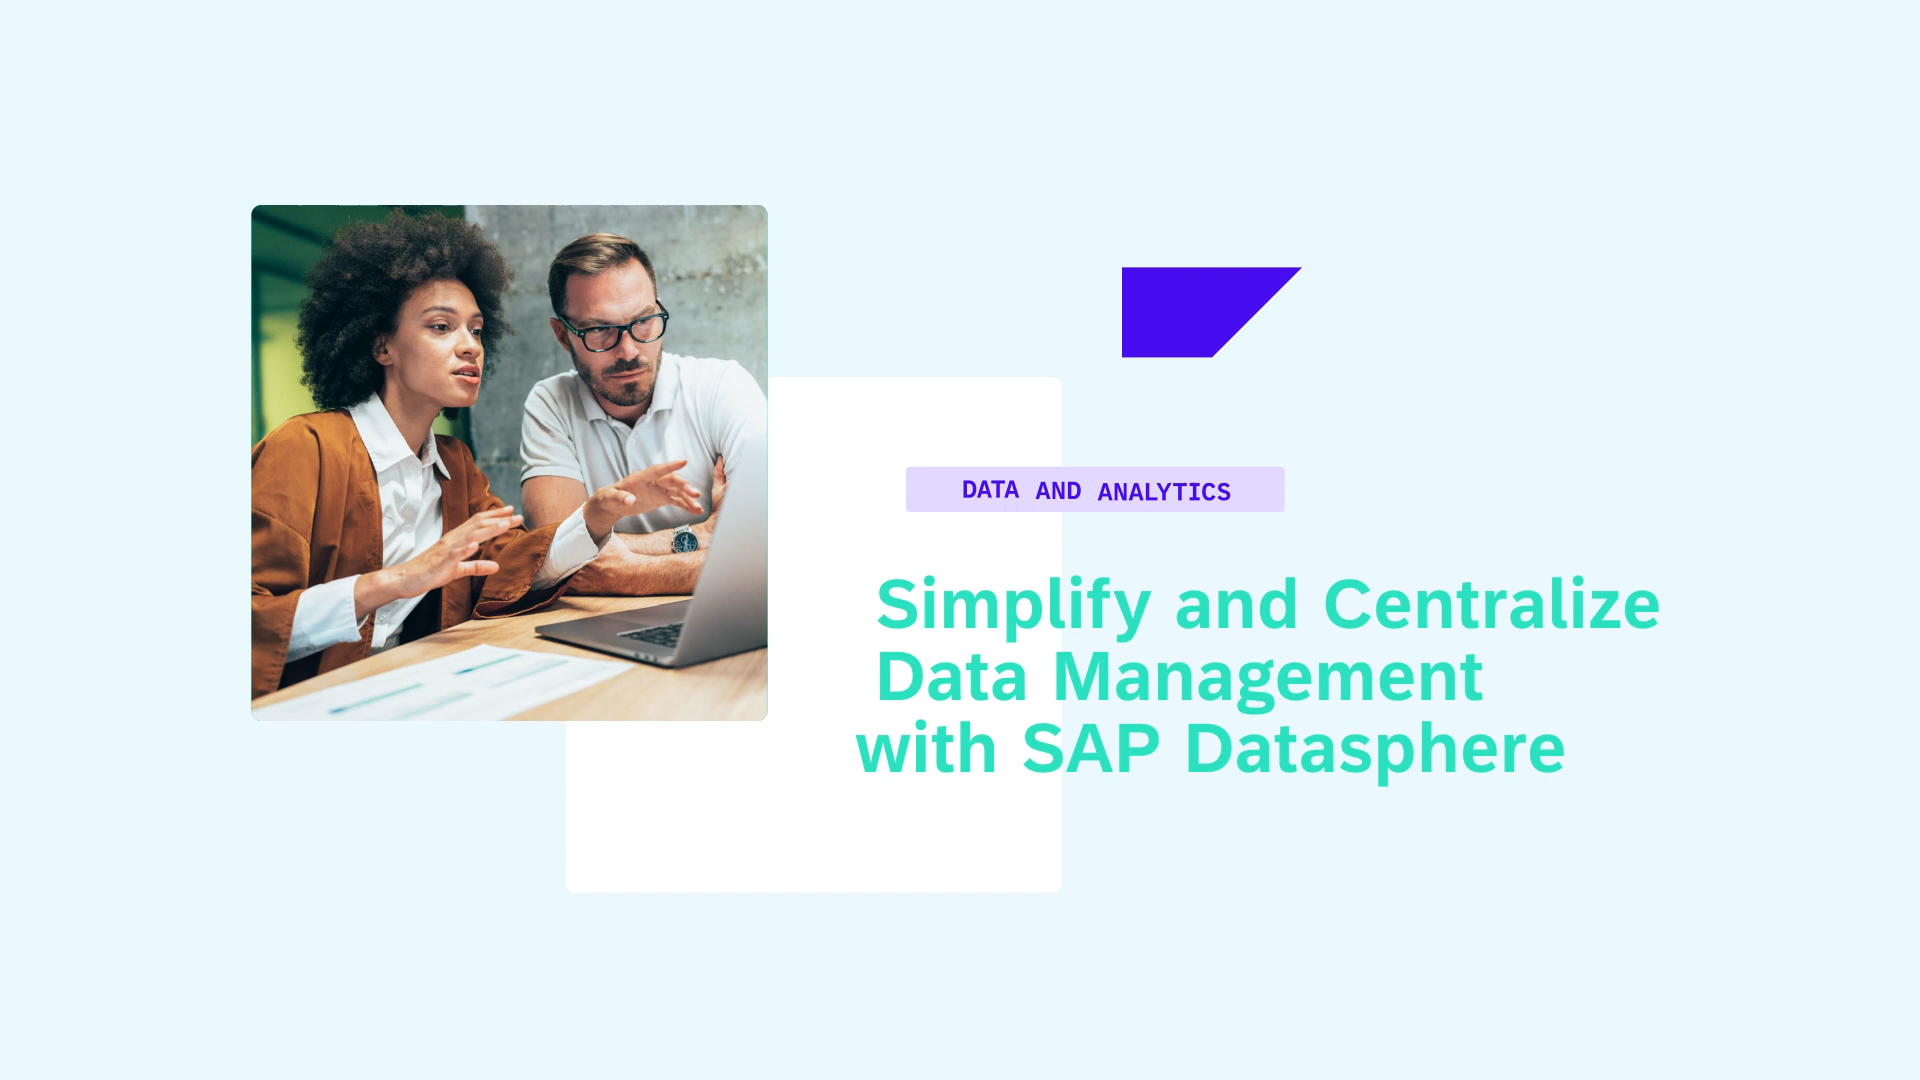 DATA AND ANALYTICS
Simplify and Centralize
Data Management
with SAP Datasphere